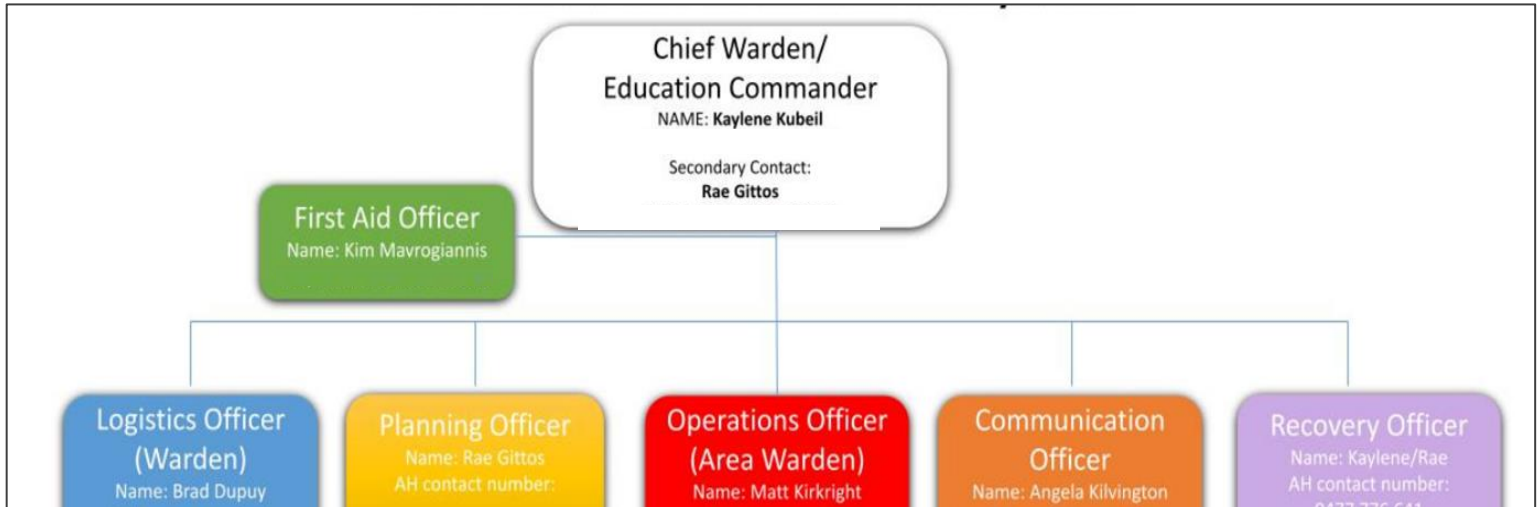 Chief Warden/
Education Commander
NAME: Kaylene Kubeil
Secondary Contact:
Rae Gittos
First Aid Officer
Name: Kim Mavrogiannis
Logistics Officer
(Warden)
Name: Brad Dupuy
Planning Officer
Name: Rae Gittos
AH contact number:
Operations Officer
(Area Warden)
Name: Matt Kirkright
Communication
Officer
Name: Angela Kilvington
Recovery Officer
Name: Kaylene/Rae
AH contact number: